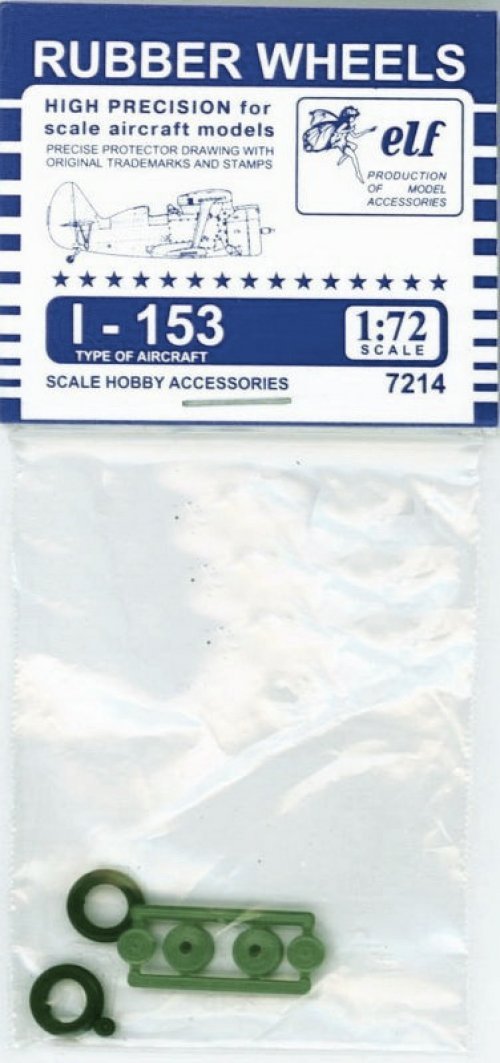 RUBBER WHEELS
HIGH PRECISION for
scale aircraft models
PRECISE PROTECTOR DRAWING WITH
ORIGINAL TRADEMARKS AND STAMPS
elf
PRODUCTION
OF MODEL
ACCESSORIES
I - 153
TYPE OF AIRCRAFT
1:72
SCALE
SCALE HOBBY ACCESSORIES
7214